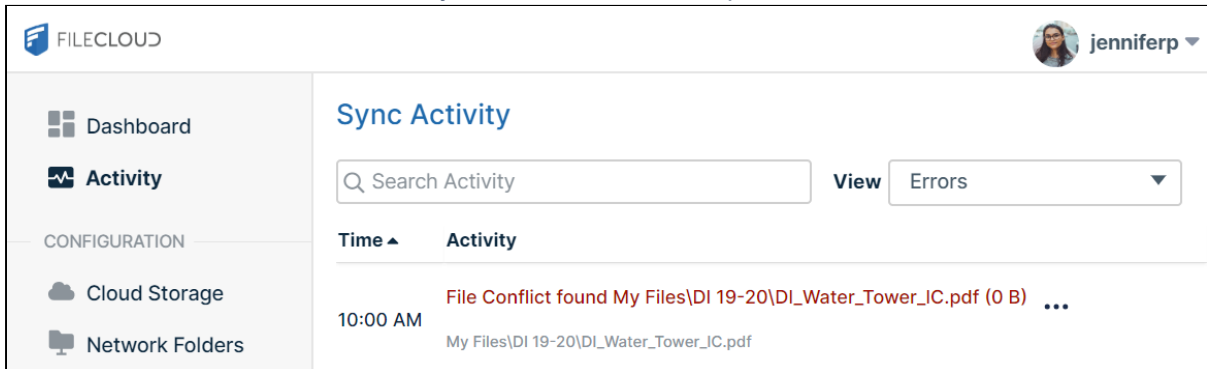 FILECLOUD
jenniferp
Dashboard
Activity
CONFIGURATION
Cloud Storage
Network Folders
Sync Activity
Search Activity
View Errors
Time Activity
10:00 AM
File Conflict found My Files\DI 19-20\DI_Water_Tower_IC.pdf (0 B)
My Files\DI 19-20\DI_Water_Tower_IC.pdf